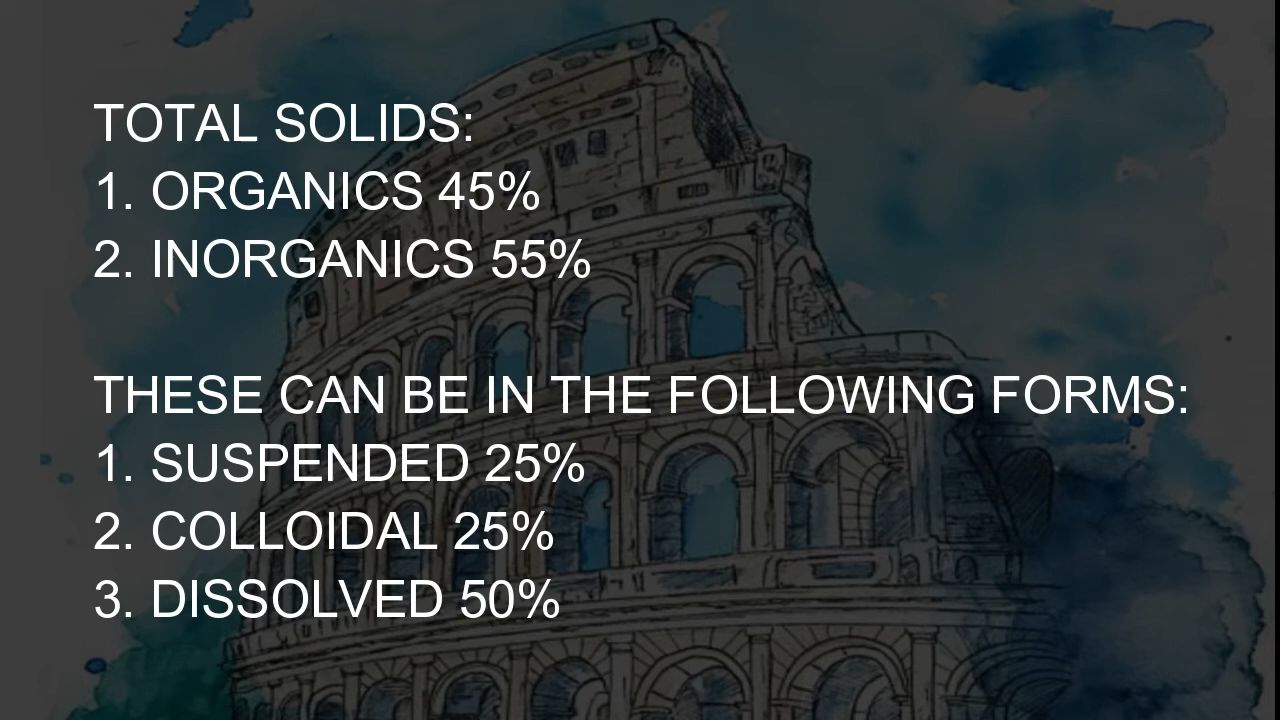 TOTAL SOLIDS:
1. ORGANICS 45%
2. INORGANICS 55%
THESE CAN BE IN THE FOLLOWING FORMS:
1. SUSPENDED 25%
2. COLLOIDAL 25%
3. DISSOLVED 50%